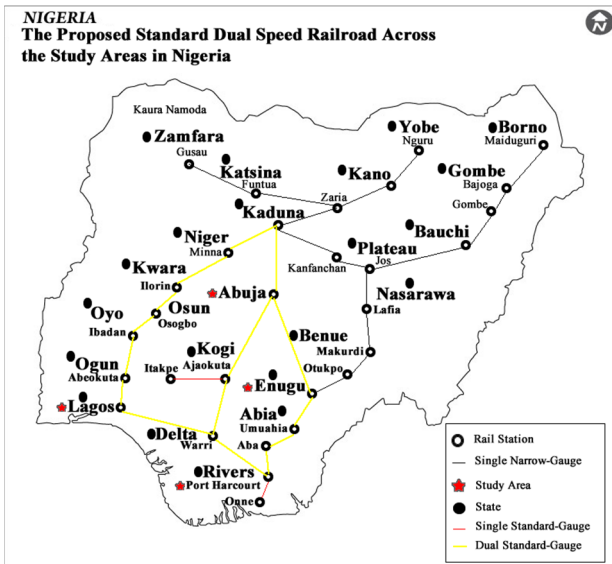 NIGERIA
The Proposed Standard Dual Speed Railroad Across
the Study Areas in Nigeria
N
Kaura Namoda
Zamfara
Gusau
Katsina
Funtua
Yobe
Nguru
Borno
Maiduguri
Kano
Zaria
Gombe
Bajoga
Gombe
Kaduna
Niger
Minna
Plateau
Kanfanchan
Jos
Bauchi
Kwara
Ilorin
Abuja
Nasarawa
Lafia
Oyo
Ibadan
Osun
Osogbo
Kogi
Itakpe
Ajaokuta
Benue
Makurdi
Otukpo
Ogun
Abeokuta
Enugu
Lagos
Abia
Umuahia
Delta
Warri
Aba
Rivers
Port Harcourt
Onne
Rail Station
Single Narrow-Gauge
Study Area
State
Single Standard-Gauge
Dual Standard-Gauge